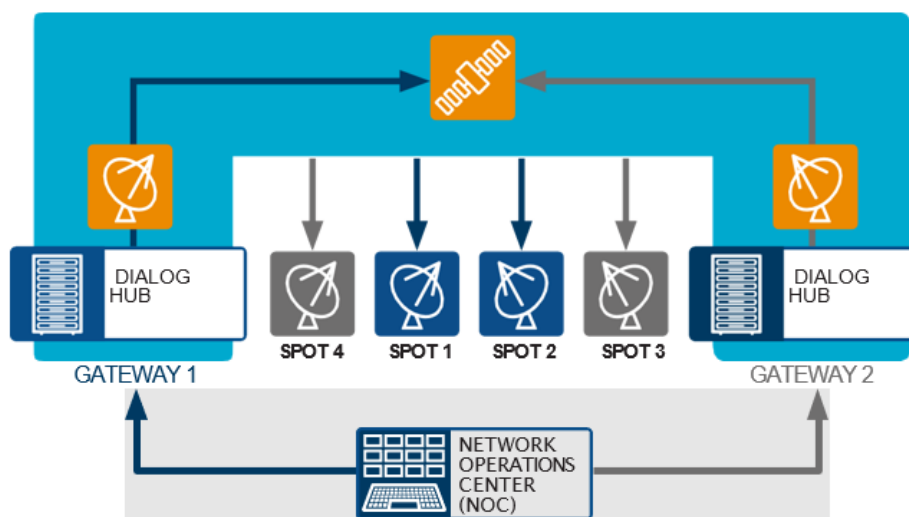 DIALOG
HUB
DIALOG
HUB
SPOT 4
SPOT 1
SPOT 2
SPOT 3
GATEWAY 1
GATEWAY 2
NETWORK
OPERATIONS
CENTER
(NOC)